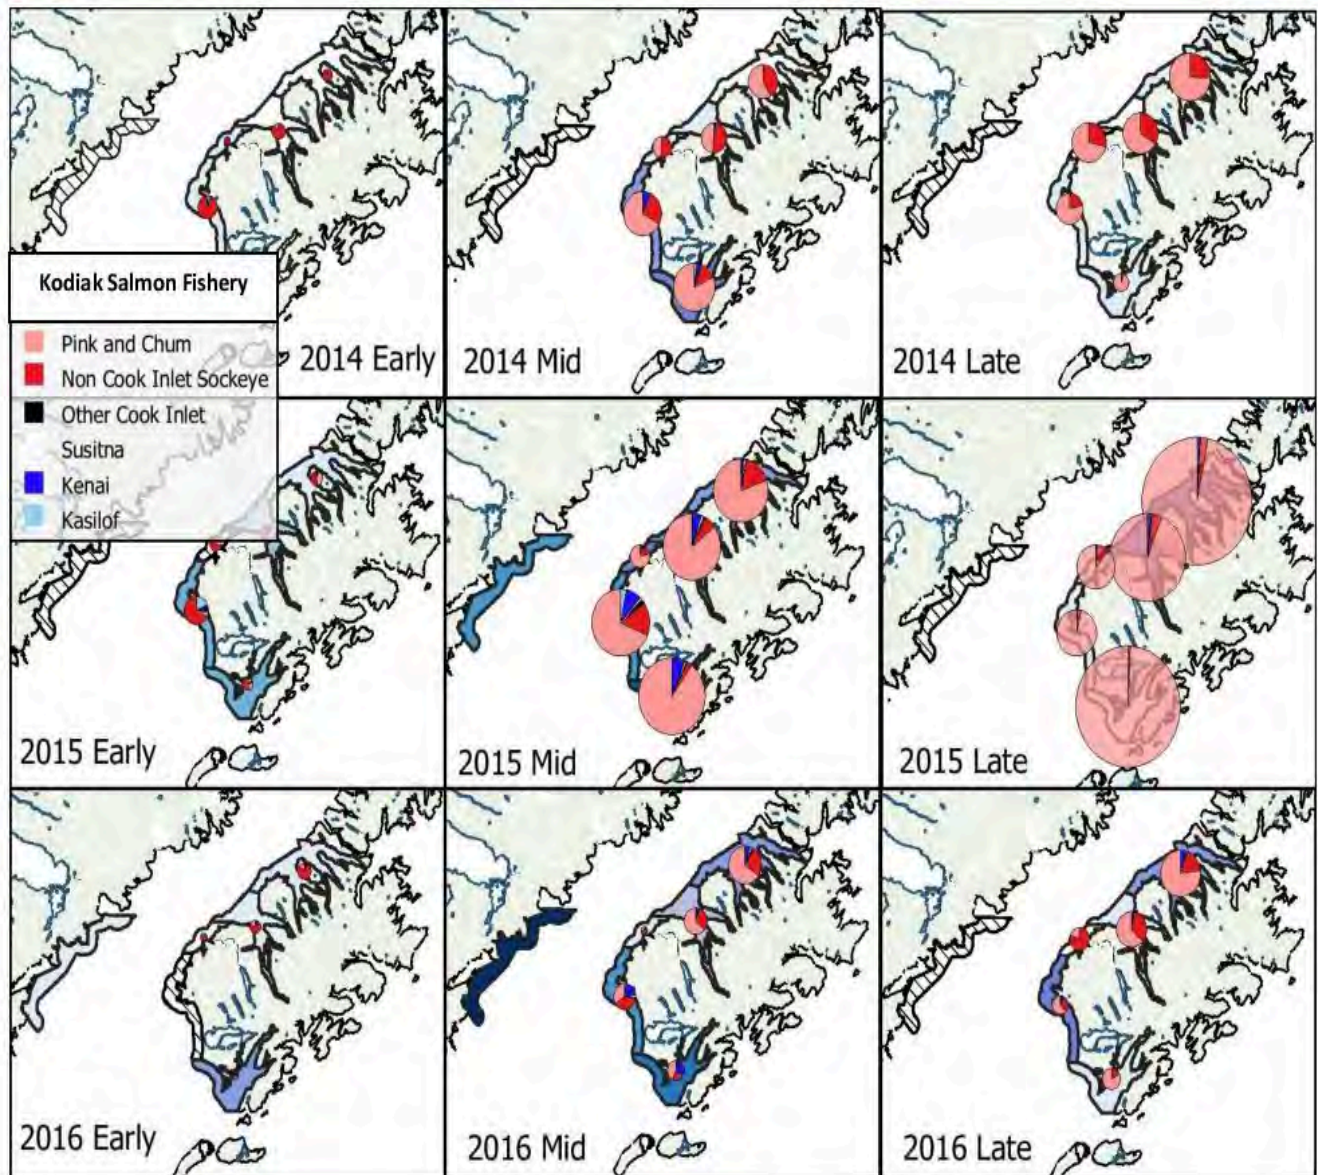 2014 Early
2014 Mid
2014 Late
Kodiak Salmon Fishery
Pink and Chum
Non Cook Inlet Sockeye
Other Cook Inlet
Susitna
Kenai
Kasilof
2015 Early
2015 Mid
2015 Late
2016 Early
2016 Mid
2016 Late